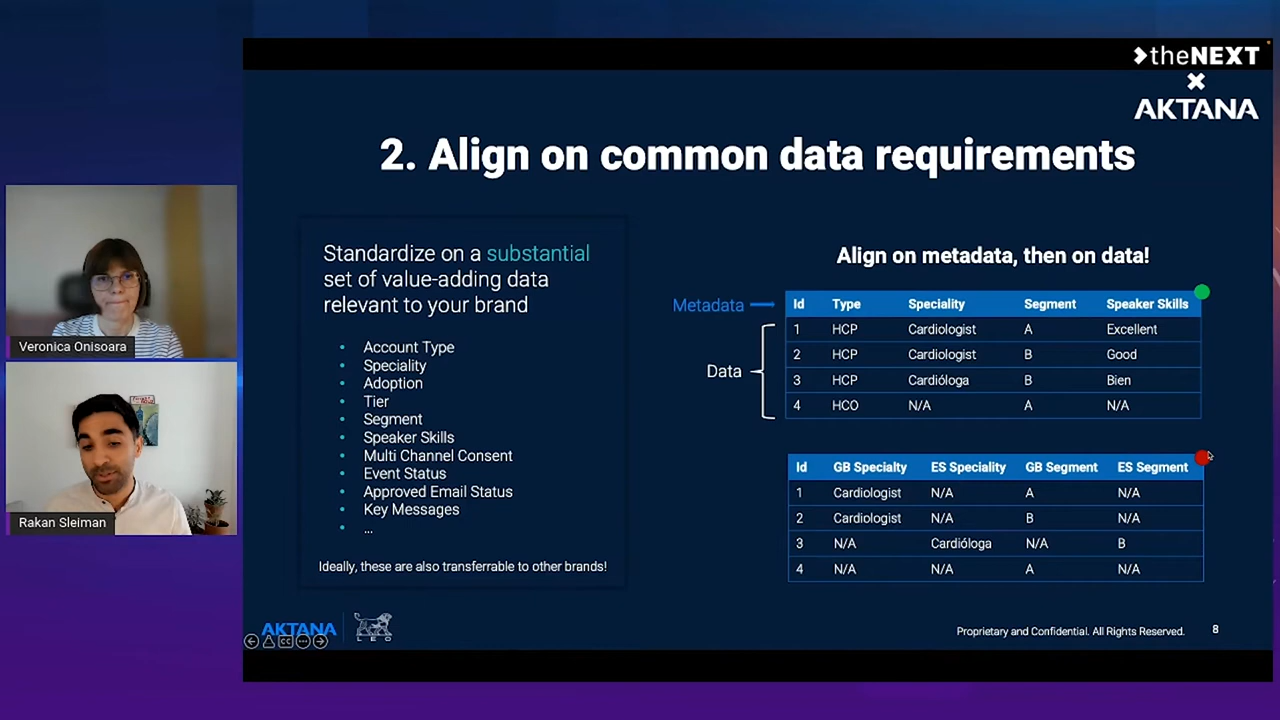 theNEXT
AKTANA
2. Align on common data requirements
Standardize on a substantial
set of value-adding data
relevant to your brand
• Account Type
• Speciality
• Adoption
• Tier
• Segment
• Speaker Skills
• Multi Channel Consent
• Event Status
• Approved Email Status
• Key Messages
• ...
Ideally, these are also transferrable to other brands!
Align on metadata, then on data!
Metadata
Data
Id Type Speciality Segment Speaker Skills
1 HCP Cardiologist A Excellent
2 HCP Cardiologist B Good
3 HCP Cardióloga B Bien
4 HCO N/A A N/A
Id GB Specialty ES Speciality GB Segment ES Segment
1 Cardiologist N/A A N/A
2 Cardiologist N/A B N/A
3 N/A Cardióloga N/A B
4 N/A N/A A N/A
Veronica Onisoara
Rakan Sleiman
AKTANA
LEO
CC
Proprietary and Confidential. All Rights Reserved.
8